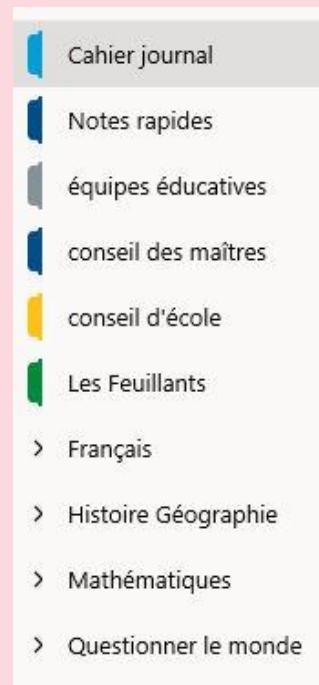 Cahier journal
Notes rapides
équipes éducatives
conseil des maîtres
conseil d'école
Les Feuillants
Français
Histoire Géographie
Mathématiques
Questionner le monde